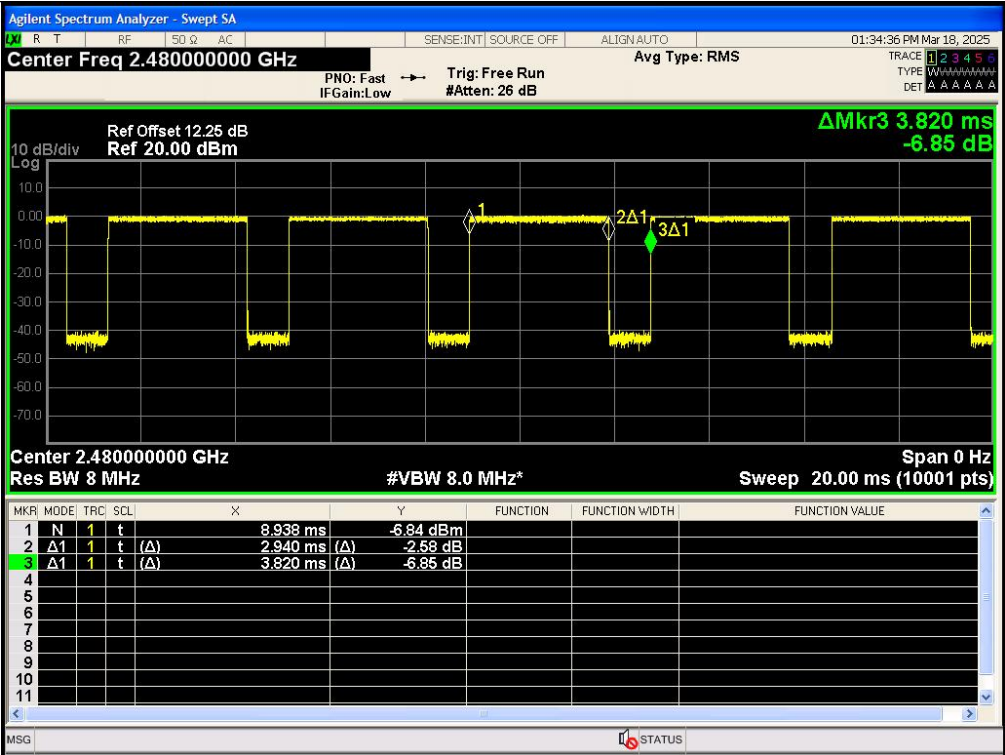 Agilent Spectrum Analyzer - Swept SA
LXI R T RF 50 Ω AC SENSE:INT SOURCE OFF ALIGN AUTO 01:34:36 PM Mar 18, 2025
Center Freq 2.480000000 GHz
PNO: Fast
IFGain:Low
Trig: Free Run
#Atten: 26 dB
Avg Type: RMS
TRACE 1 2 3 4 5 6
TYPE W
DET A A A A A A
ΔMkr3 3.820 ms
-6.85 dB
Ref Offset 12.25 dB
10 dB/div Ref 20.00 dBm
Log
10.0
0.00
-10.0
-20.0
-30.0
-40.0
-50.0
-60.0
-70.0
1
2Δ1
3Δ1
Center 2.480000000 GHz Span 0 Hz
Res BW 8 MHz #VBW 8.0 MHz* Sweep 20.00 ms (10001 pts)
MKR MODE TRC SCL X Y FUNCTION FUNCTION WIDTH FUNCTION VALUE
1 N 1 t 8.938 ms -6.84 dBm
2 Δ1 1 t (Δ) 2.940 ms (Δ) -2.58 dB
3 Δ1 1 t (Δ) 3.820 ms (Δ) -6.85 dB
4
5
6
7
8
9
10
11
MSG STATUS